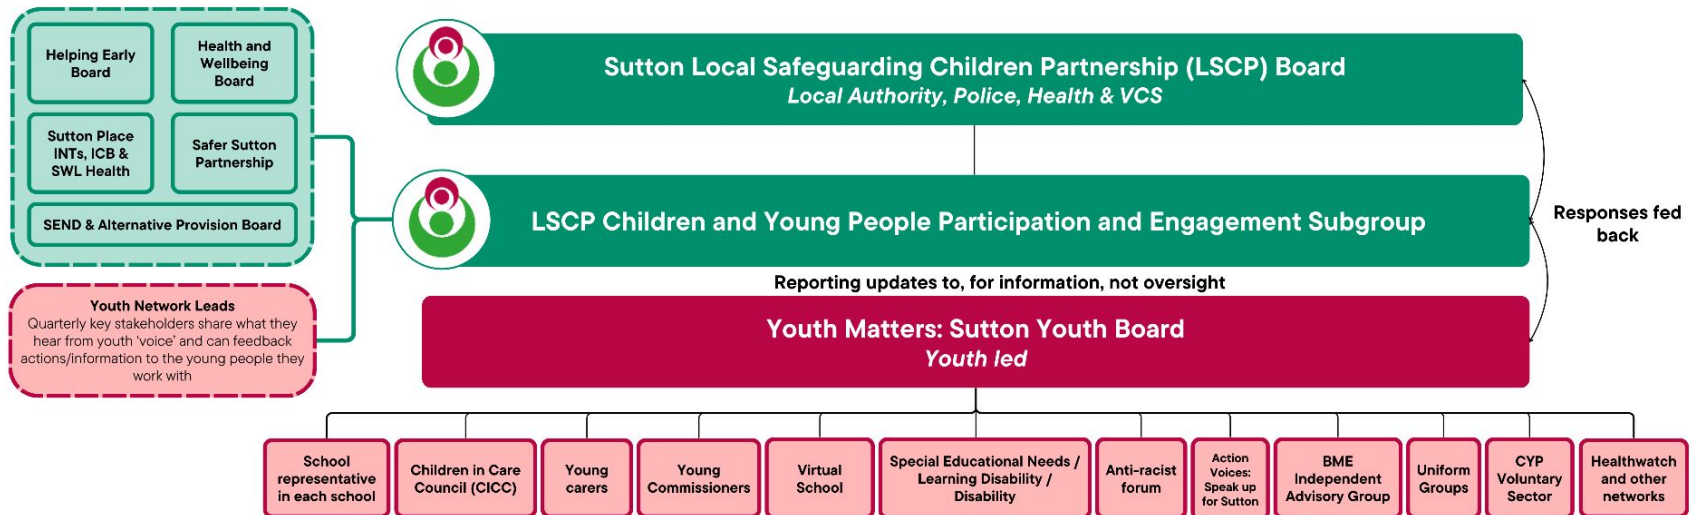 Helping Early
Board
Health and
Wellbeing
Board
Sutton Place
INTs, ICB &
SWL Health
Safer Sutton
Partnership
SEND & Alternative Provision Board
Youth Network Leads
Quarterly key stakeholders share what they
hear from youth 'voice' and can feedback
actions/information to the young people they
work with
Sutton Local Safeguarding Children Partnership (LSCP) Board
Local Authority, Police, Health & VCS
LSCP Children and Young People Participation and Engagement Subgroup
Responses fed
back
Reporting updates to, for information, not oversight
Youth Matters: Sutton Youth Board
Youth led
School
representative
in each school
Children in Care
Council (CICC)
Young
carers
Young
Commissioners
Virtual
School
Special Educational Needs /
Learning Disability /
Disability
Anti-racist
forum
Action
Voices:
Speak up
for Sutton
BME
Independent
Advisory Group
Uniform
Groups
CYP
Voluntary
Sector
Healthwatch
and other
networks